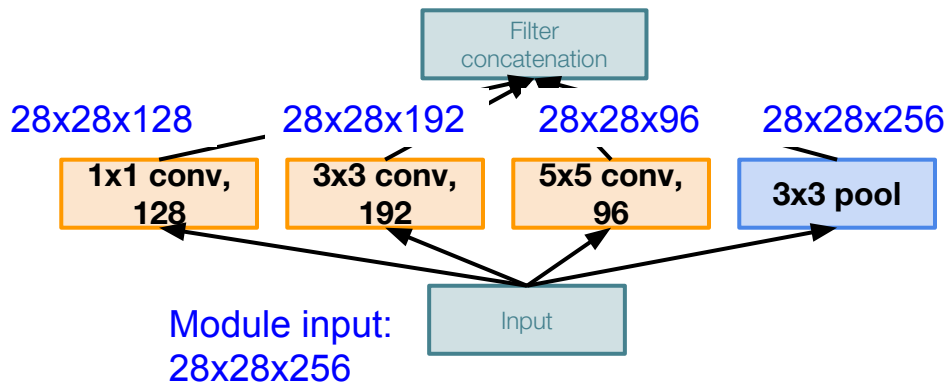 Filter
concatenation
28x28x128
28x28x192
28x28x96
28x28x256
1x1 conv,
128
3x3 conv,
192
5x5 conv,
96
3x3 pool
Input
Module input:
28x28x256